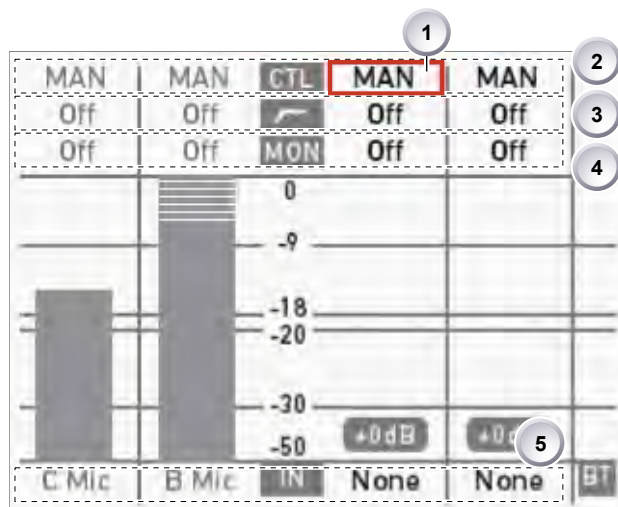 1
MAN MAN CTL MAN MAN 2
Off Off Off Off 3
Off Off MON Off Off 4
0
-9
-18
-20
-30
+0dB
-50
5
C Mic B Mic IN None None BT